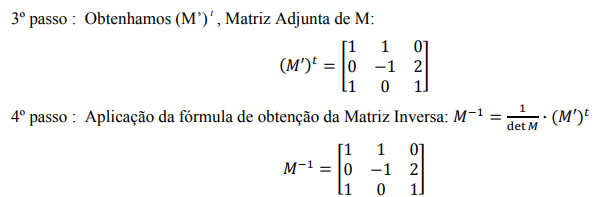 3º passo : Obtenhamos (M’)ᵗ, Matriz Adjunta de M:
(M′)ᵗ = [1 1 0
0 −1 2
1 0 1]
4º passo : Aplicação da fórmula de obtenção da Matriz Inversa: M⁻¹ = 1/det M · (M′)ᵗ
M⁻¹ = [1 1 0
0 −1 2
1 0 1]